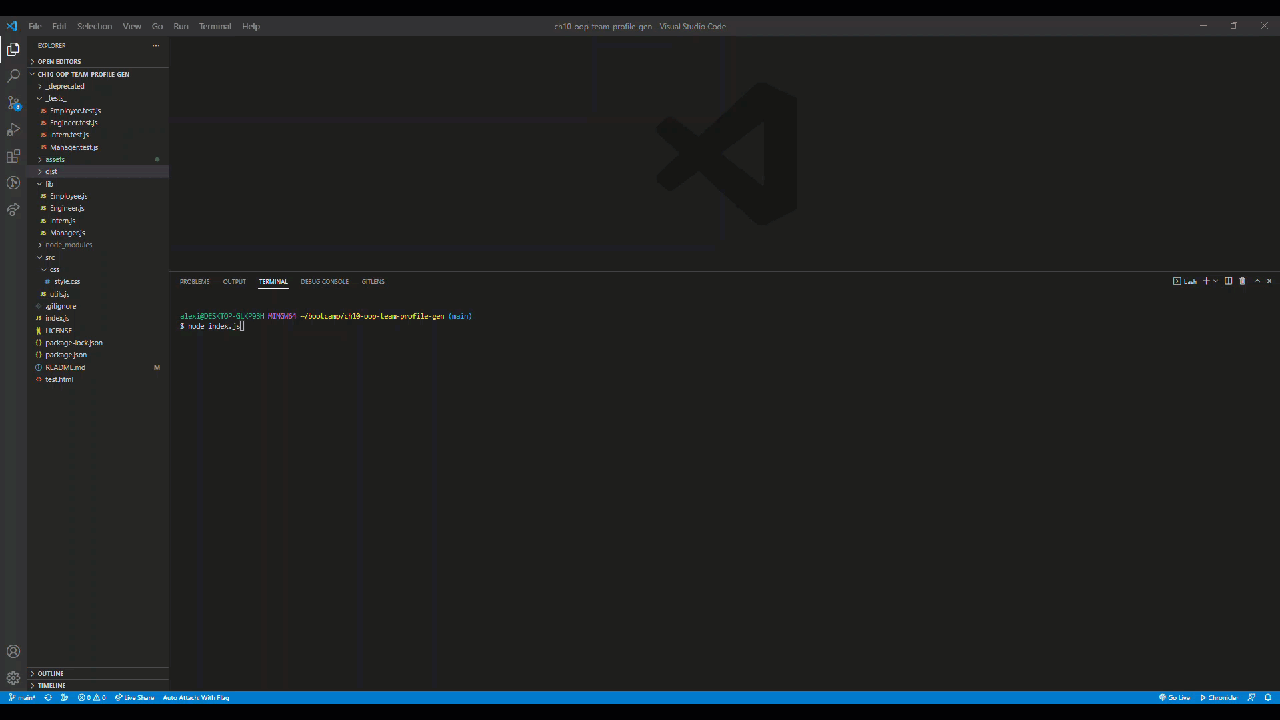 File Edit Selection View Go Run Terminal Help
ch10-oop-team-profile-gen - Visual Studio Code
EXPLORER
OPEN EDITORS
CH10-OOP-TEAM-PROFILE-GEN
_deprecated
_tests_
Employee.test.js
Engineer.test.js
Intern.test.js
Manager.test.js
assets
dist
lib
Employee.js
Engineer.js
Intern.js
Manager.js
node_modules
src
css
style.css
utils.js
.gitignore
index.js
LICENSE
package-lock.json
package.json
README.md M
test.html
OUTLINE
TIMELINE
PROBLEMS OUTPUT TERMINAL DEBUG CONSOLE GITLENS
bash
alexi@DESKTOP-GLKP93H MINGW64 ~/bootcamp/ch10-oop-team-profile-gen (main)
$ node index.js
main* 0 0 Live Share Auto Attach: With Flag
Go Live Chronicler